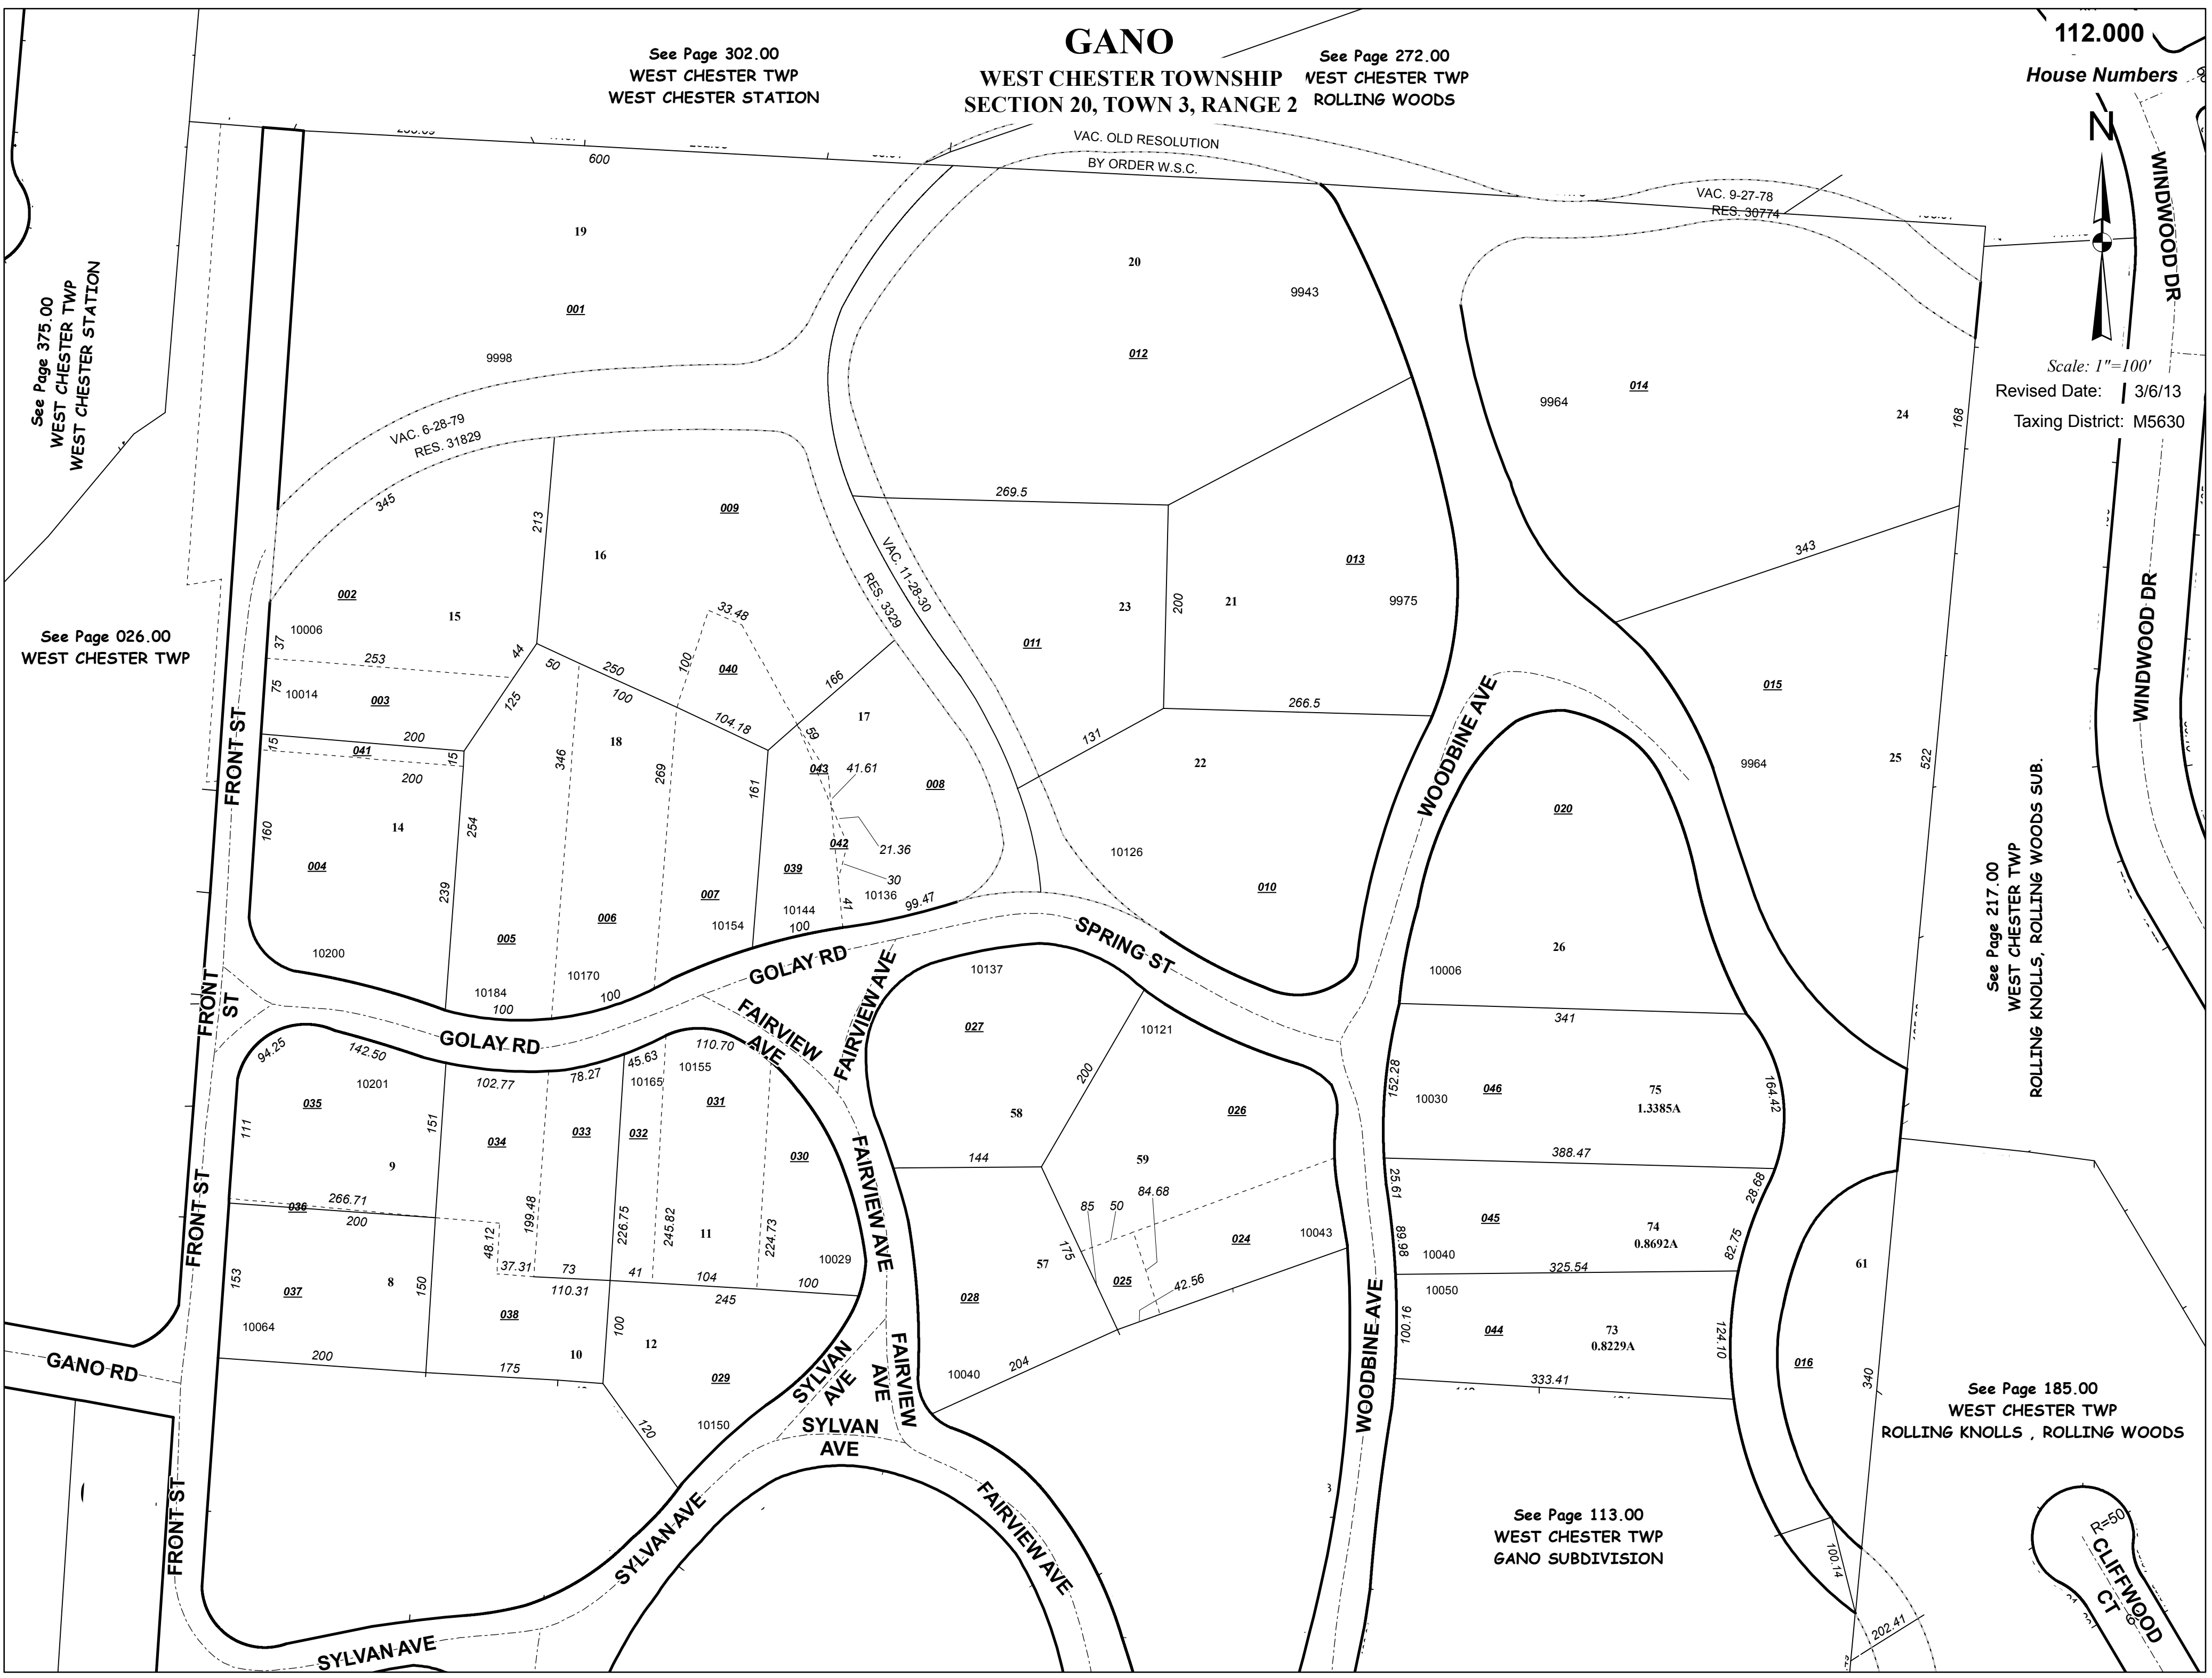 GANO
WEST CHESTER TOWNSHIP
SECTION 20, TOWN 3, RANGE 2
See Page 302.00
WEST CHESTER TWP
WEST CHESTER STATION
See Page 272.00
WEST CHESTER TWP
ROLLING WOODS
112.000
House Numbers
N
Scale: 1"=100'
Revised Date: 3/6/13
Taxing District: M5630
WINDWOOD DR
WINDWOOD DR
See Page 375.00
WEST CHESTER TWP
WEST CHESTER STATION
See Page 026.00
WEST CHESTER TWP
VAC. OLD RESOLUTION
BY ORDER W.S.C.
VAC. 9-27-78
RES. 30774
600
19
001
9998
VAC. 6-28-79
RES. 31829
20
9943
012
014
9964
24
168
345
213
009
16
002
15
10006
37
253
44
75
10014
003
125
50
250
100
100
33.48
040
104.18
166
RES. 3329
VAC. 11-28-30
269.5
23
200
21
013
9975
011
266.5
131
343
015
9964
25
522
FRONT ST
15
041
200
15
200
14
160
004
254
239
10200
18
346
269
161
005
006
007
10184
10170
10154
100
100
17
59
043
41.61
008
042
21.36
039
30
10136
41
10144
100
99.47
22
10126
010
WOODBINE AVE
020
26
10006
341
See Page 217.00
WEST CHESTER TWP
ROLLING KNOLLS, ROLLING WOODS SUB.
FRONT
ST
GOLAY RD
GOLAY RD
SPRING ST
FAIRVIEW
AVE
FAIRVIEW AVE
94.25
142.50
10201
035
111
9
151
102.77
034
78.27
033
45.63
10165
032
110.70
10155
031
030
FRONT ST
036
266.71
200
48.12
199.48
226.75
245.82
11
224.73
10029
37.31
73
110.31
41
104
100
245
153
037
8
150
10064
200
038
175
10
100
12
029
10150
120
10137
027
10121
200
58
026
144
59
84.68
85
50
175
57
025
024
10043
42.56
028
10040
204
FAIRVIEW AVE
152.28
10030
046
75
1.3385A
164.42
388.47
25.61
28.68
045
89.98
10040
74
0.8692A
82.75
325.54
10050
100.16
044
73
0.8229A
124.10
333.41
61
016
340
GANO RD
FRONT ST
SYLVAN
AVE
FAIRVIEW
AVE
SYLVAN
AVE
SYLVAN AVE
SYLVAN AVE
FAIRVIEW AVE
WOODBINE AVE
See Page 113.00
WEST CHESTER TWP
GANO SUBDIVISION
See Page 185.00
WEST CHESTER TWP
ROLLING KNOLLS , ROLLING WOODS
100.14
202.41
R=50
CLIFFWOOD
CT